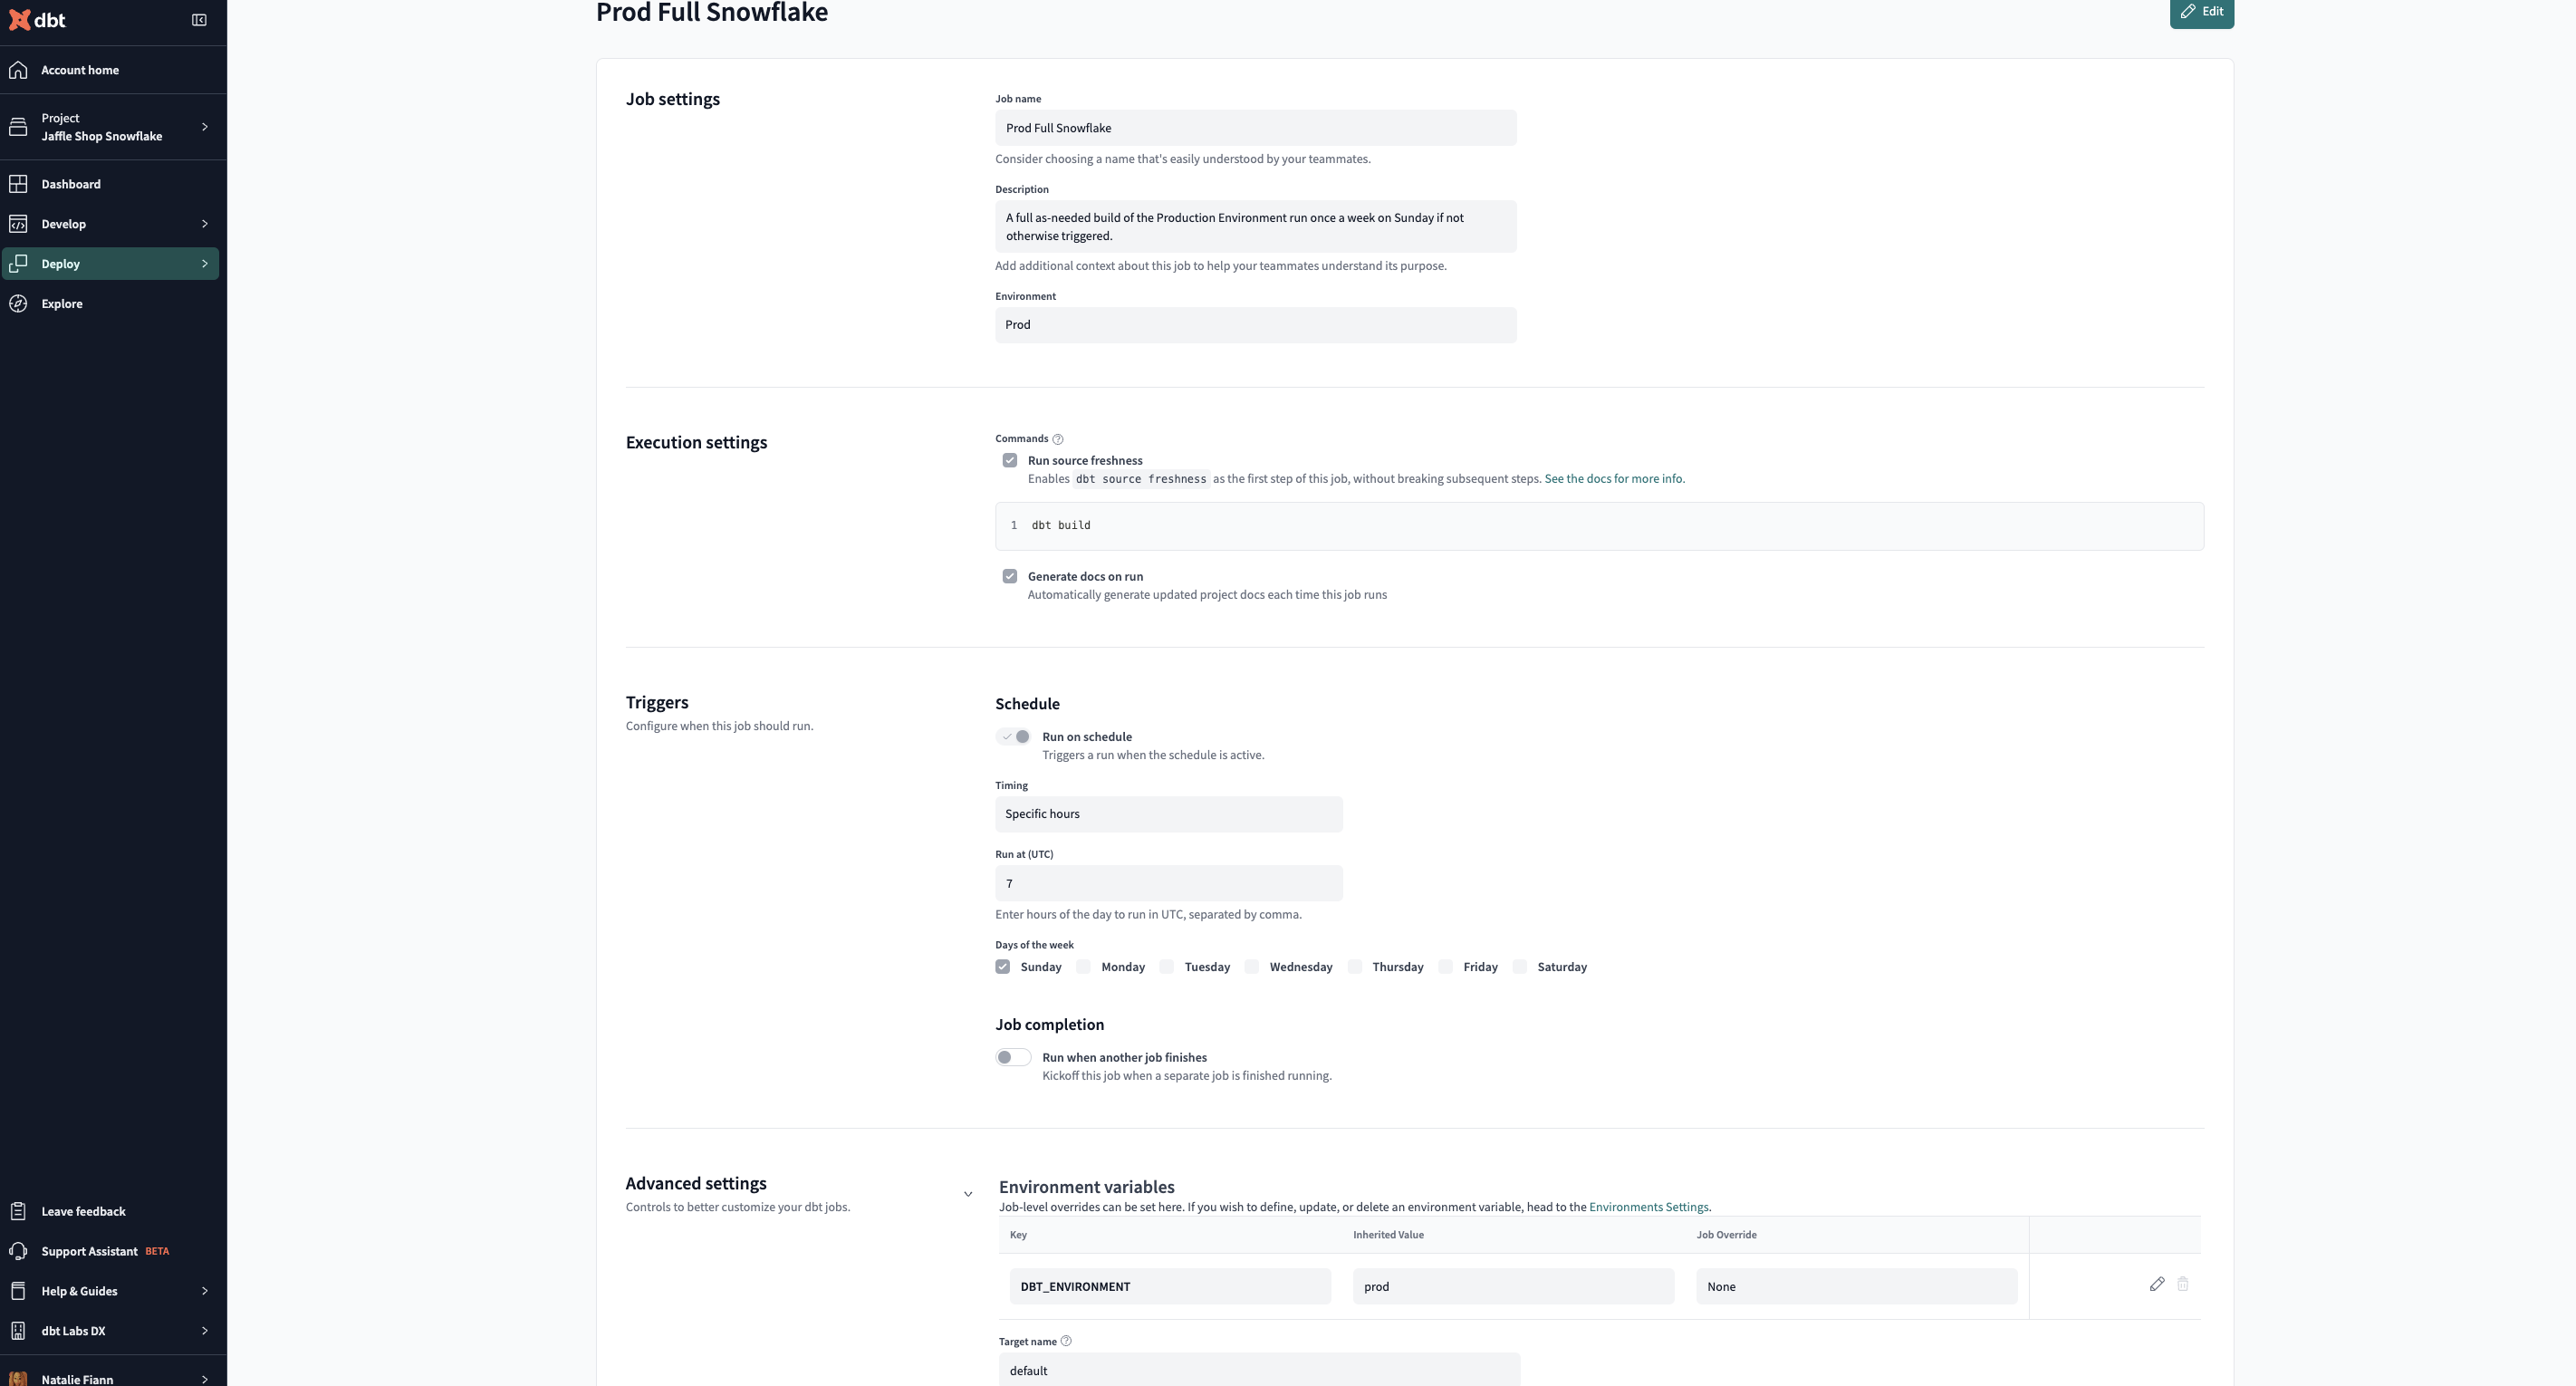 dbt
Account home
Project
Jaffle Shop Snowflake
Dashboard
Develop
Deploy
Explore
Leave feedback
Support Assistant BETA
Help & Guides
dbt Labs DX
Natalie Fiann
Prod Full Snowflake
Edit
Job settings
Job name
Prod Full Snowflake
Consider choosing a name that's easily understood by your teammates.
Description
A full as-needed build of the Production Environment run once a week on Sunday if not
otherwise triggered.
Add additional context about this job to help your teammates understand its purpose.
Environment
Prod
Execution settings
Commands
Run source freshness
Enables dbt source freshness as the first step of this job, without breaking subsequent steps. See the docs for more info.
1 dbt build
Generate docs on run
Automatically generate updated project docs each time this job runs
Triggers
Configure when this job should run.
Schedule
Run on schedule
Triggers a run when the schedule is active.
Timing
Specific hours
Run at (UTC)
7
Enter hours of the day to run in UTC, separated by comma.
Days of the week
Sunday Monday Tuesday Wednesday Thursday Friday Saturday
Job completion
Run when another job finishes
Kickoff this job when a separate job is finished running.
Advanced settings
Controls to better customize your dbt jobs.
Environment variables
Job-level overrides can be set here. If you wish to define, update, or delete an environment variable, head to the Environments Settings.
Key Inherited Value Job Override
DBT_ENVIRONMENT prod None
Target name
default